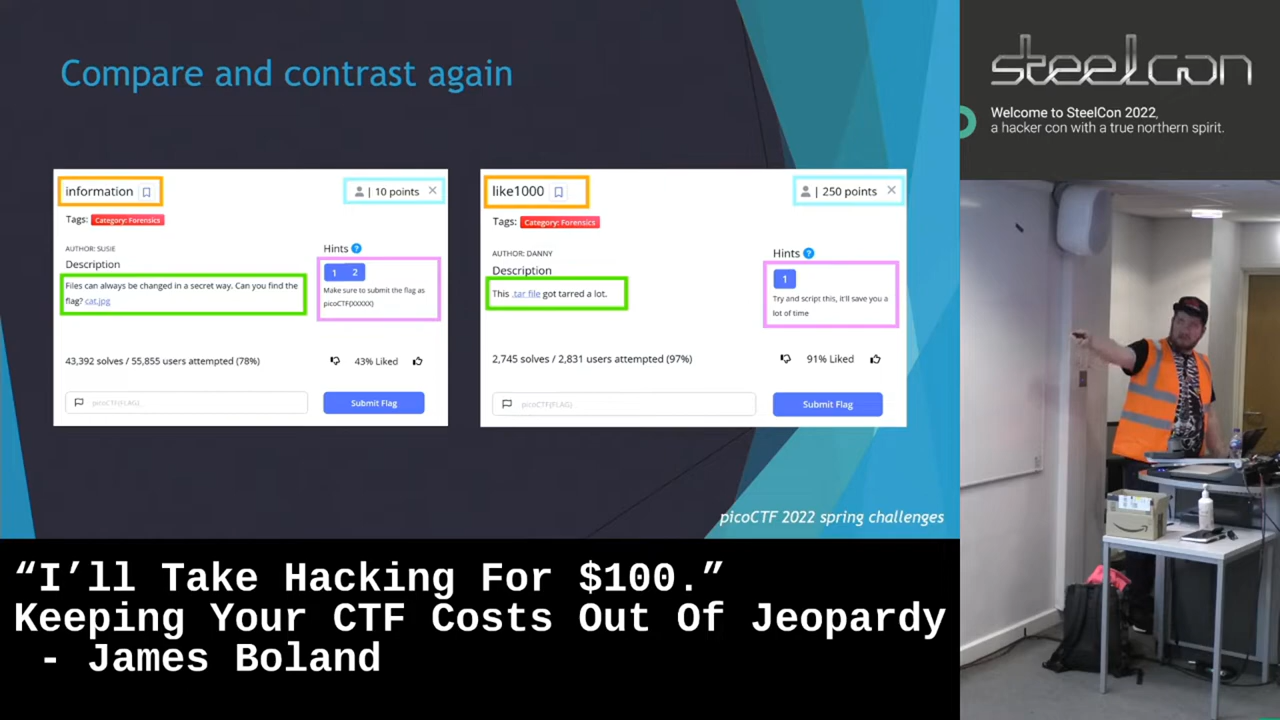 Compare and contrast again
information
| 10 points
Tags: Category: Forensics
AUTHOR: SUSIE
Description
Files can always be changed in a secret way. Can you find the
flag? cat.jpg
Hints ?
1 2
Make sure to submit the flag as
picoCTF{XXXXX}
43,392 solves / 55,855 users attempted (78%)
43% Liked
picoCTF{FLAG}
Submit Flag
like1000
| 250 points
Tags: Category: Forensics
AUTHOR: DANNY
Description
This .tar file got tarred a lot.
Hints ?
1
Try and script this, it'll save you a
lot of time
2,745 solves / 2,831 users attempted (97%)
91% Liked
picoCTF{FLAG}
Submit Flag
picoCTF 2022 spring challenges
steelcon
Welcome to SteelCon 2022,
a hacker con with a true northern spirit.
“I’ll Take Hacking For $100.”
Keeping Your CTF Costs Out Of Jeopardy
- James Boland